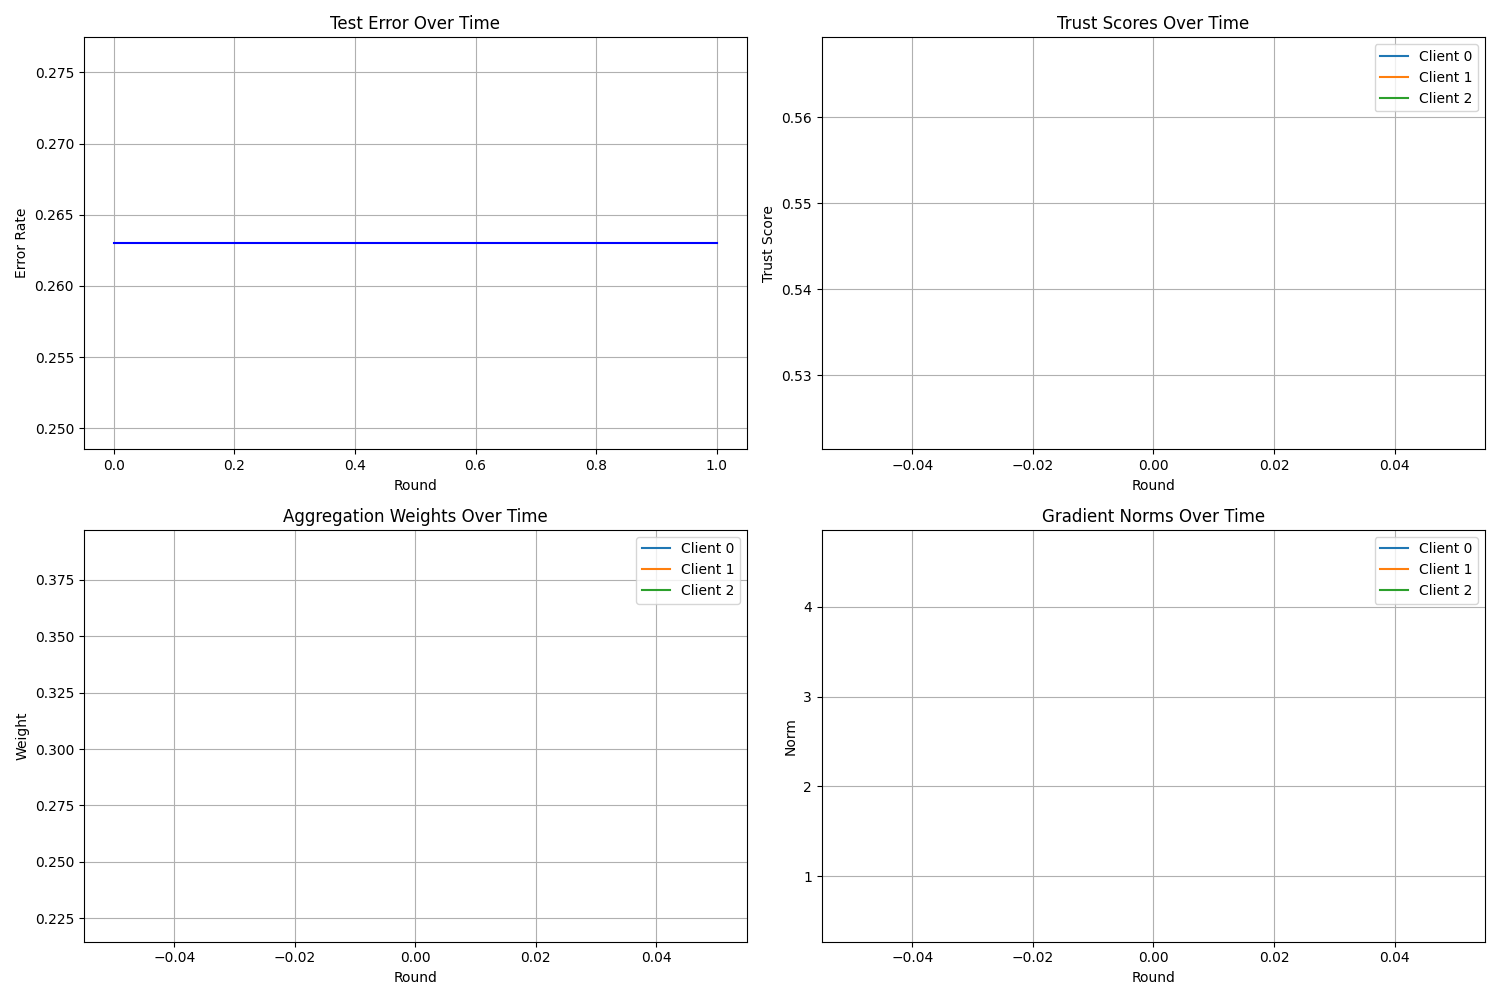 Test Error Over Time
Error Rate
0.275
0.270
0.265
0.260
0.255
0.250
0.0 0.2 0.4 0.6 0.8 1.0
Round
Trust Scores Over Time
Trust Score
0.56
0.55
0.54
0.53
Client 0
Client 1
Client 2
−0.04 −0.02 0.00 0.02 0.04
Round
Aggregation Weights Over Time
Weight
0.375
0.350
0.325
0.300
0.275
0.250
0.225
Client 0
Client 1
Client 2
−0.04 −0.02 0.00 0.02 0.04
Round
Gradient Norms Over Time
Norm
4
3
2
1
Client 0
Client 1
Client 2
−0.04 −0.02 0.00 0.02 0.04
Round